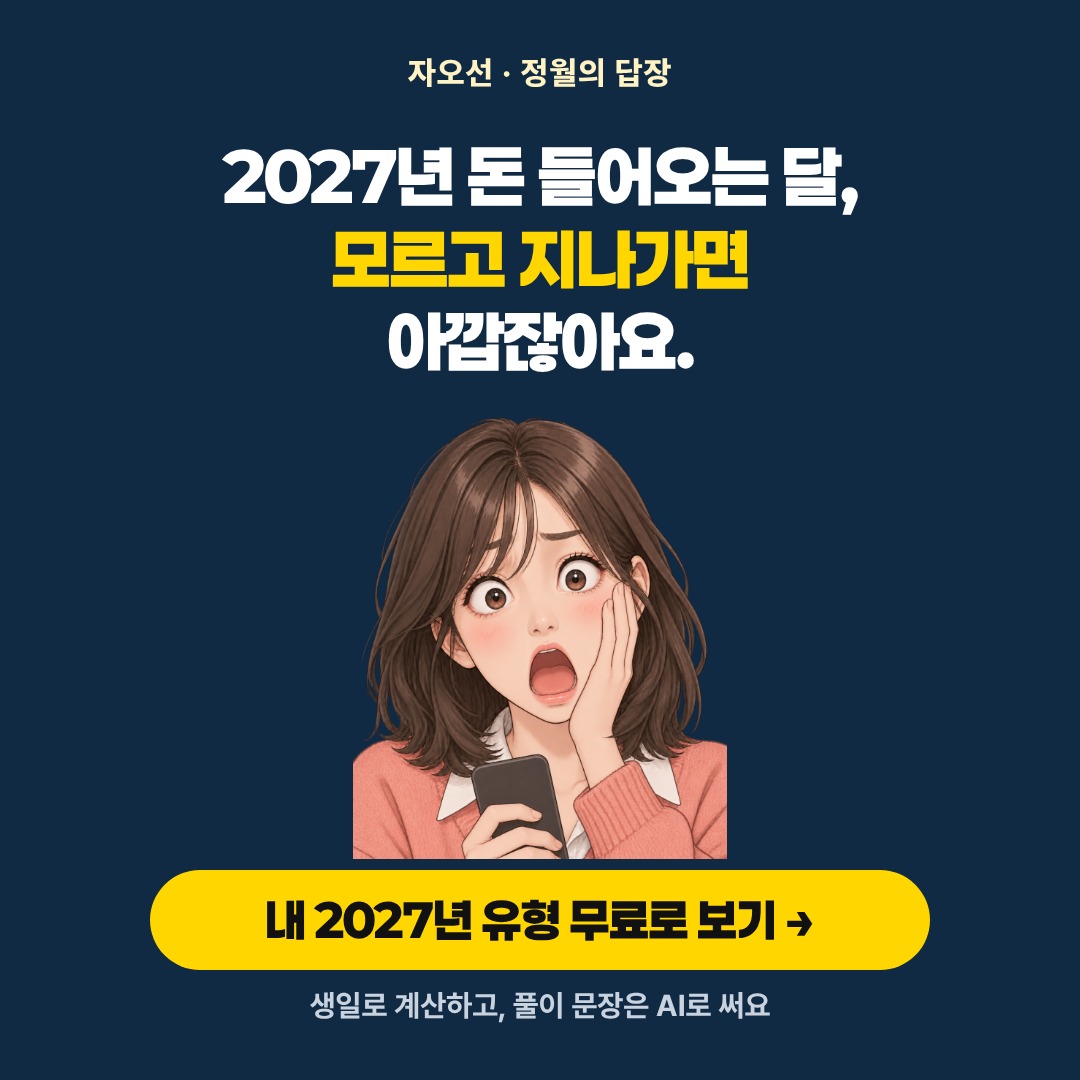 자오선 · 정월의 답장
2027년 돈 들어오는 달,
모르고 지나가면
아깝잖아요.
내 2027년 유형 무료로 보기 →
생일로 계산하고, 풀이 문장은 AI로 써요